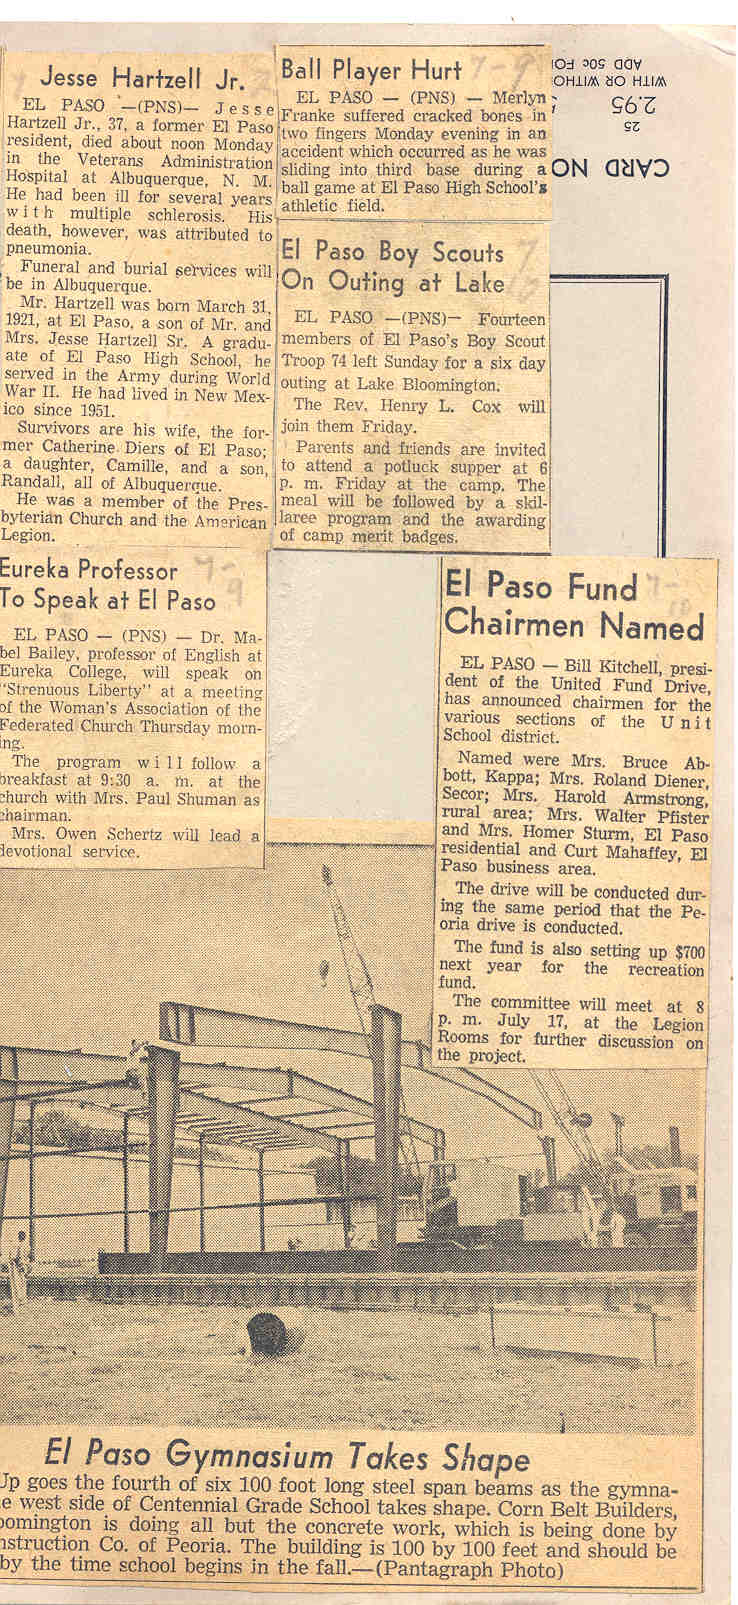 Jesse Hartzell Jr.
7 7
EL PASO —(PNS)— Jesse
Hartzell Jr., 37, a former El Paso
resident, died about noon Monday
in the Veterans Administration
Hospital at Albuquerque, N. M.
He had been ill for several years
with multiple schlerosis. His
death, however, was attributed to
pneumonia.
Funeral and burial services will
be in Albuquerque.
Mr. Hartzell was born March 31,
1921, at El Paso, a son of Mr. and
Mrs. Jesse Hartzell Sr. A gradu-
ate of El Paso High School, he
served in the Army during World
War II. He had lived in New Mex-
ico since 1951.
Survivors are his wife, the for-
mer Catherine Diers of El Paso;
a daughter, Camille, and a son,
Randall, all of Albuquerque.
He was a member of the Pres-
byterian Church and the American
Legion.
Eureka Professor
To Speak at El Paso
7-9
EL PASO — (PNS) — Dr. Ma-
bel Bailey, professor of English at
Eureka College, will speak on
"Strenuous Liberty" at a meeting
of the Woman's Association of the
Federated Church Thursday morn-
ing.
The program will follow a
breakfast at 9:30 a. m. at the
church with Mrs. Paul Shuman as
chairman.
Mrs. Owen Schertz will lead a
devotional service.
Ball Player Hurt
7-9
EL PASO — (PNS) — Merlyn
Franke suffered cracked bones in
two fingers Monday evening in an
accident which occurred as he was
sliding into third base during a
ball game at El Paso High School's
athletic field.
El Paso Boy Scouts
On Outing at Lake
7
10
EL PASO —(PNS)— Fourteen
members of El Paso's Boy Scout
Troop 74 left Sunday for a six day
outing at Lake Bloomington.
The Rev. Henry L. Cox will
join them Friday.
Parents and friends are invited
to attend a potluck supper at 6
p. m. Friday at the camp. The
meal will be followed by a skil-
laree program and the awarding
of camp merit badges.
El Paso Fund
Chairmen Named
7-10
EL PASO — Bill Kitchell, presi-
dent of the United Fund Drive,
has announced chairmen for the
various sections of the Unit
School district.
Named were Mrs. Bruce Ab-
bott, Kappa; Mrs. Roland Diener,
Secor; Mrs. Harold Armstrong,
rural area; Mrs. Walter Pfister
and Mrs. Homer Sturm, El Paso
residential and Curt Mahaffey, El
Paso business area.
The drive will be conducted dur-
ing the same period that the Pe-
oria drive is conducted.
The fund is also setting up $700
next year for the recreation
fund.
The committee will meet at 8
p. m. July 17, at the Legion
Rooms for further discussion on
the project.
CARD NO
25
2.95
WITH OR WITHOU
ADD 50c FO
El Paso Gymnasium Takes Shape
Up goes the fourth of six 100 foot long steel span beams as the gymna-
e west side of Centennial Grade School takes shape. Corn Belt Builders,
oomington is doing all but the concrete work, which is being done by
nstruction Co. of Peoria. The building is 100 by 100 feet and should be
by the time school begins in the fall.—(Pantagraph Photo)